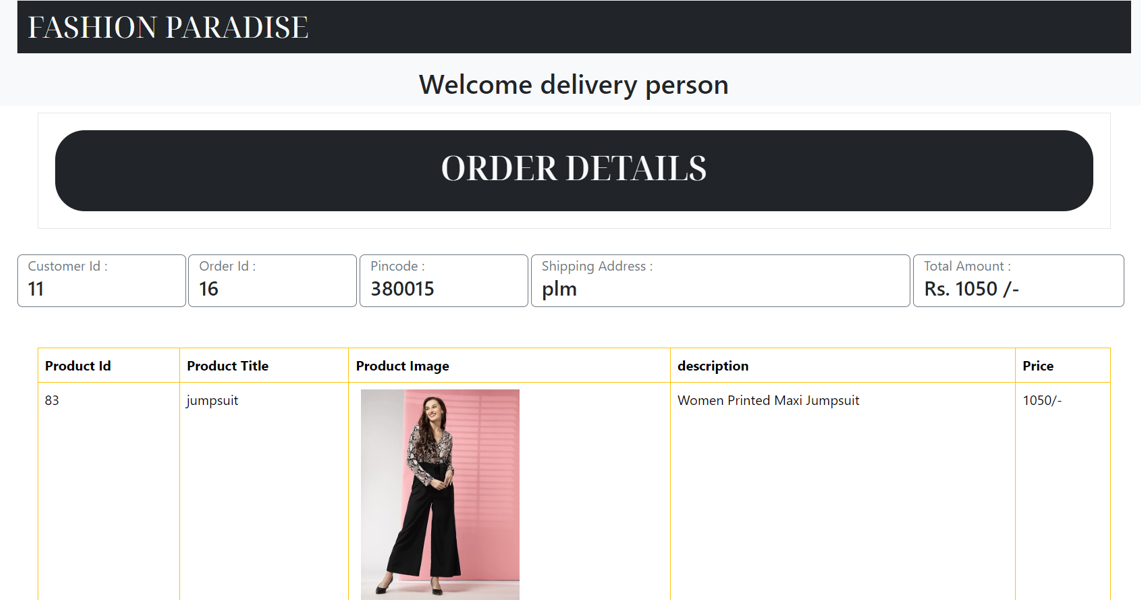 FASHION PARADISE
Welcome delivery person
ORDER DETAILS
Customer Id : Order Id : Pincode : Shipping Address : Total Amount :
11 16 380015 plm Rs. 1050 /-
Product Id Product Title Product Image description Price
83 jumpsuit Women Printed Maxi Jumpsuit 1050/-